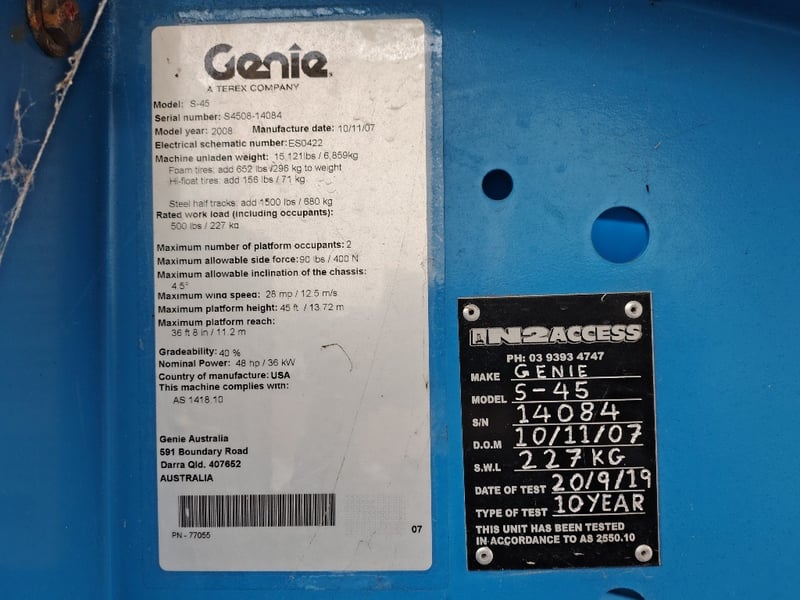 Genie
A TEREX COMPANY
Model: S-45
Serial number: S4508-14084
Model year: 2008 Manufacture date: 10/11/07
Electrical schematic number: ES0422
Machine unladen weight: 15,121lbs / 6,859kg
Foam tires: add 652 lbs /296 kg to weight
Hi-float tires: add 156 lbs / 71 kg
Steel half tracks: add 1500 lbs / 680 kg
Rated work load (including occupants):
500 lbs / 227 kg
Maximum number of platform occupants: 2
Maximum allowable side force: 90 lbs / 400 N
Maximum allowable inclination of the chassis:
4.5°
Maximum wind speed: 28 mp / 12.5 m/s
Maximum platform height: 45 ft / 13.72 m
Maximum platform reach:
36 ft 8 in / 11.2 m
Gradeability: 40 %
Nominal Power: 48 hp / 36 kW
Country of manufacture: USA
This machine complies with:
AS 1418.10
Genie Australia
591 Boundary Road
Darra Qld. 407652
AUSTRALIA
PN - 77055
07
IN2ACCESS
PH: 03 9393 4747
MAKE GENIE
MODEL S-45
S/N 14084
D.O.M 10/11/07
S.W.L 227KG
DATE OF TEST 20/9/19
TYPE OF TEST 10YEAR
THIS UNIT HAS BEEN TESTED
IN ACCORDANCE TO AS 2550.10